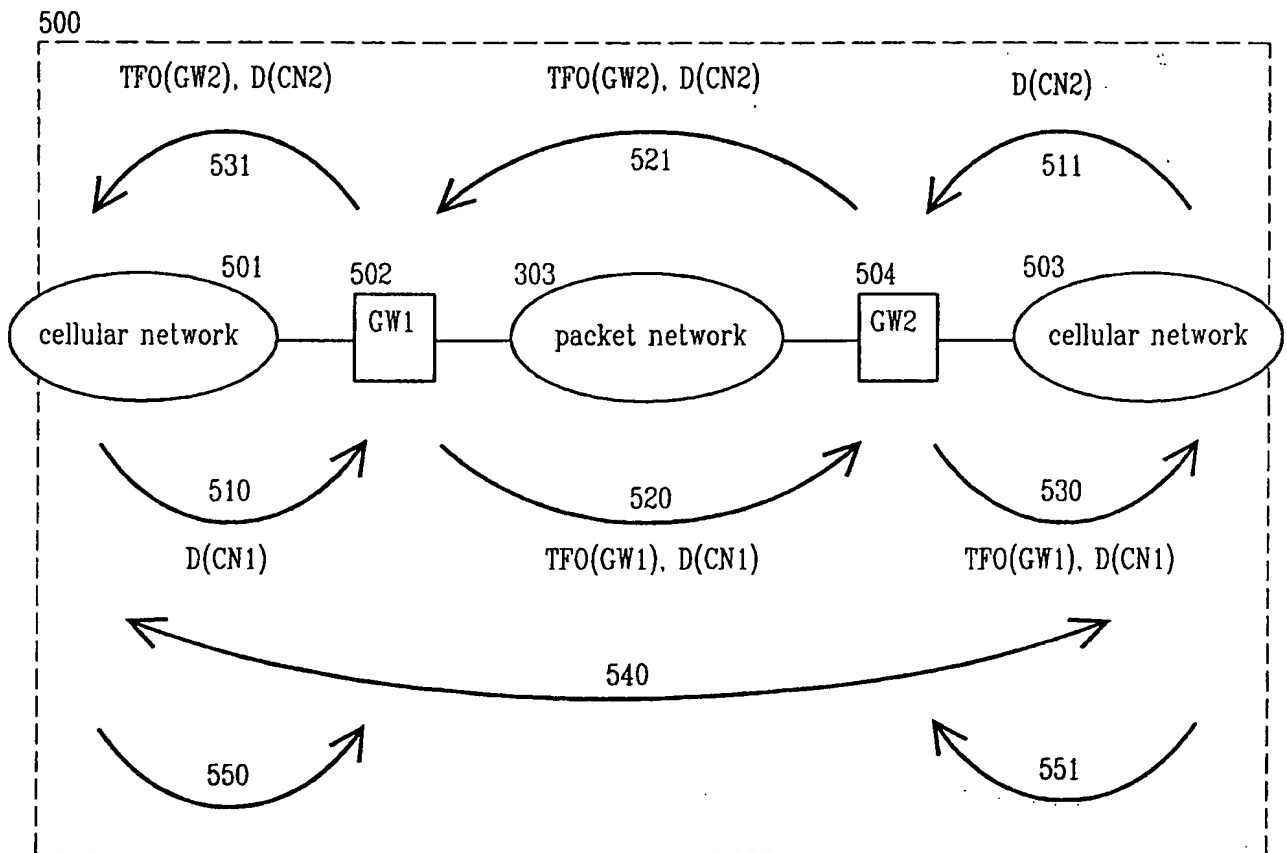 500
TFO(GW2), D(CN2)
TFO(GW2), D(CN2)
D(CN2)
531
521
511
501
502
303
504
503
cellular network
GW1
packet network
GW2
cellular network
510
520
530
D(CN1)
TFO(GW1), D(CN1)
TFO(GW1), D(CN1)
540
550
551